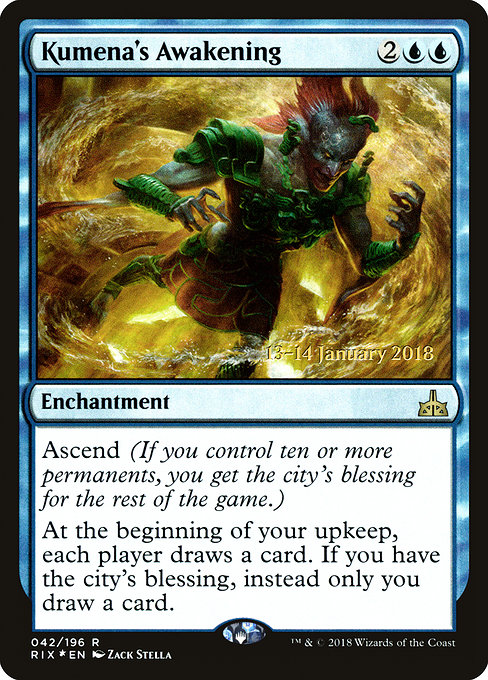 Kumena's Awakening 2
13–14 January 2018
Enchantment
Ascend (If you control ten or more
permanents, you get the city's blessing
for the rest of the game.)
At the beginning of your upkeep,
each player draws a card. If you have
the city's blessing, instead only you
draw a card.
042/196 R
RIX★EN Zack Stella
™ & © 2018 Wizards of the Coast